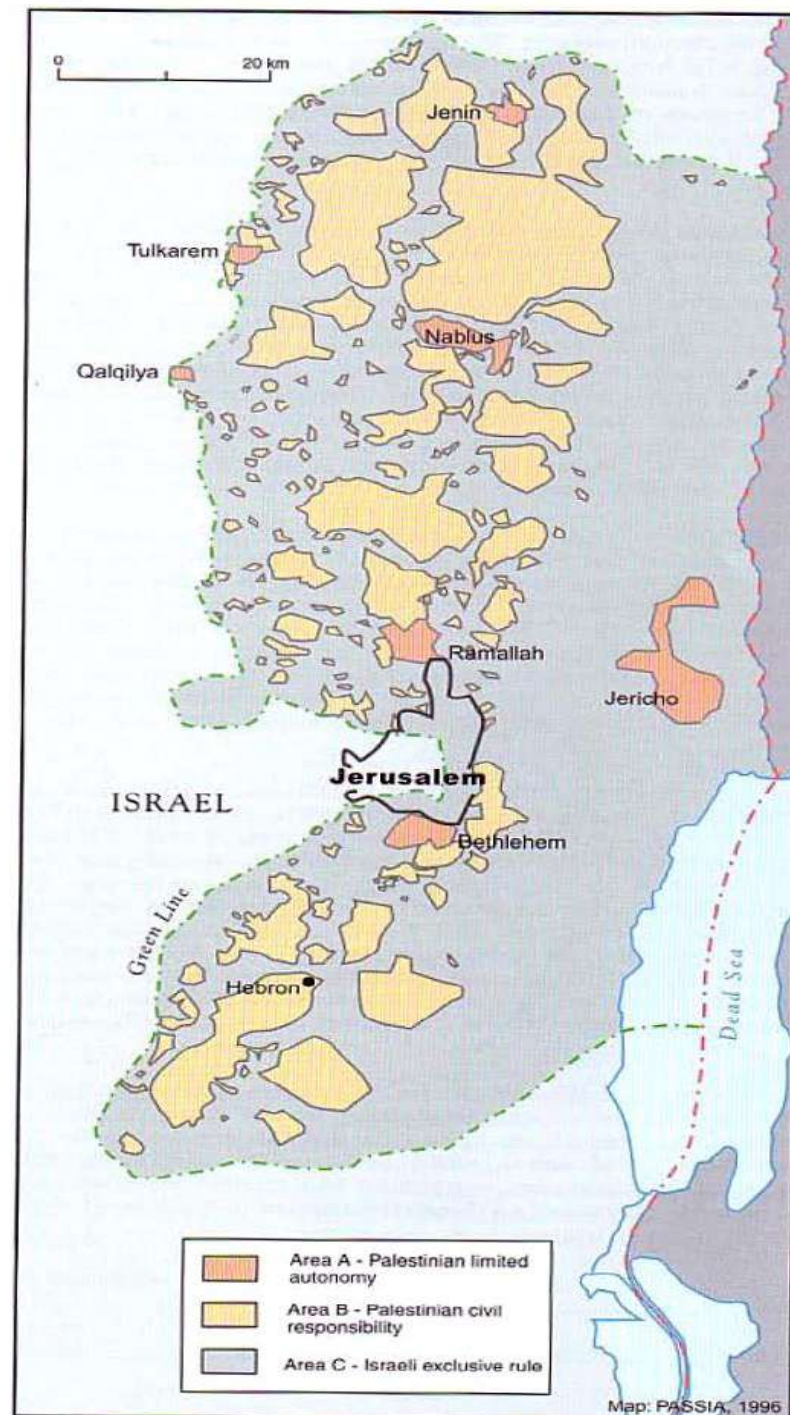 0 20 km
Jenin
Tulkarem
Nablus
Qalqilya
Ramallah
Jericho
Jerusalem
ISRAEL
Bethlehem
Green Line
Hebron
Dead Sea
Area A - Palestinian limited
autonomy
Area B - Palestinian civil
responsibility
Area C - Israeli exclusive rule
Map: PASSIA, 1996